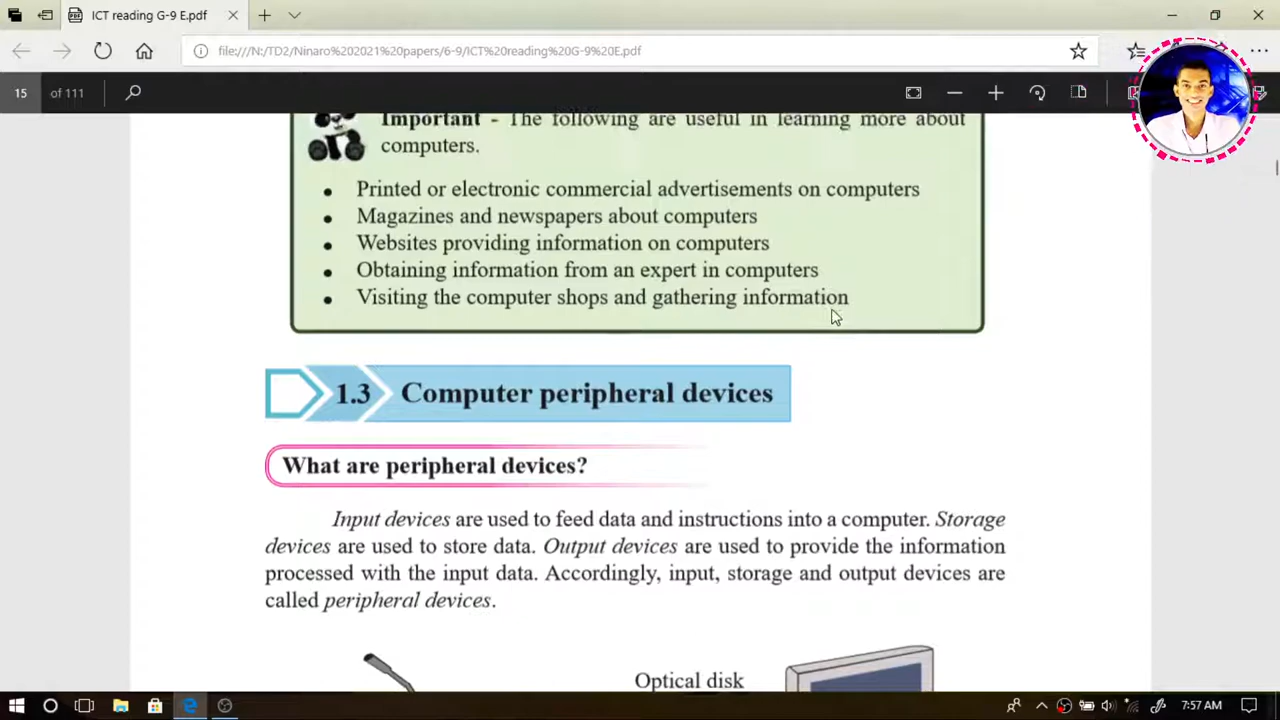 ICT reading G-9 E.pdf
file:///N:/TD2/Ninaro%202021%20papers/6-9/ICT%20reading%20G-9%20E.pdf
15 of 111
Important - The following are useful in learning more about
computers.
• Printed or electronic commercial advertisements on computers
• Magazines and newspapers about computers
• Websites providing information on computers
• Obtaining information from an expert in computers
• Visiting the computer shops and gathering information
1.3 Computer peripheral devices
What are peripheral devices?
Input devices are used to feed data and instructions into a computer. Storage
devices are used to store data. Output devices are used to provide the information
processed with the input data. Accordingly, input, storage and output devices are
called peripheral devices.
Optical disk
7:57 AM